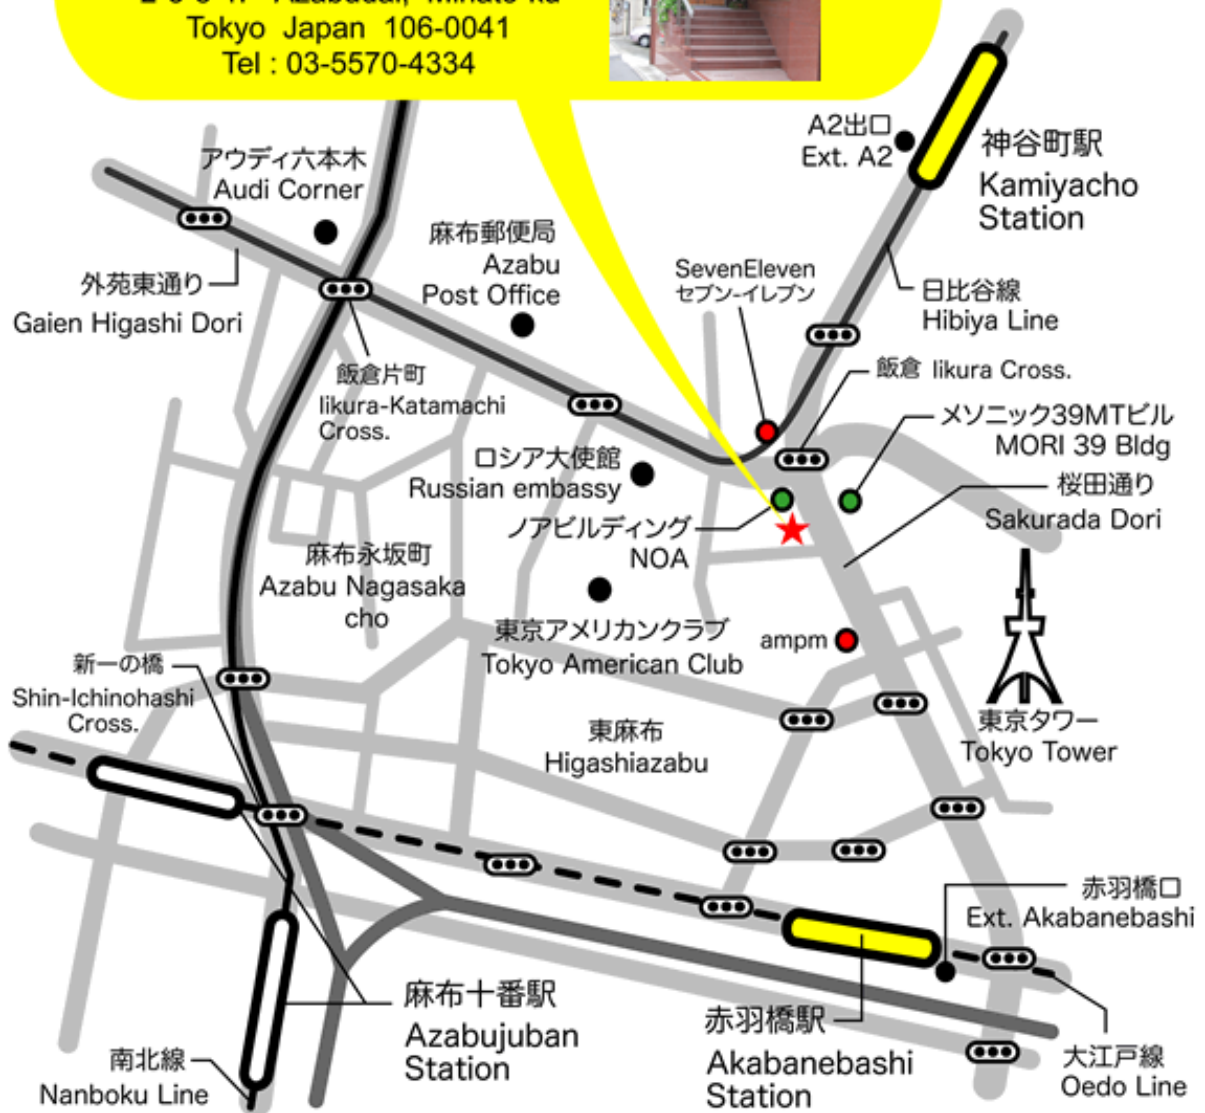 Tokyo Japan 106-0041
Tel : 03-5570-4334
A2出口
Ext. A2
神谷町駅
Kamiyacho
Station
アウディ六本木
Audi Corner
麻布郵便局
Azabu
Post Office
SevenEleven
セブン-イレブン
外苑東通り
Gaien Higashi Dori
日比谷線
Hibiya Line
飯倉片町
Iikura-Katamachi
Cross.
飯倉 Iikura Cross.
メソニック39MTビル
MORI 39 Bldg
ロシア大使館
Russian embassy
桜田通り
Sakurada Dori
ノアビルディング
NOA
麻布永坂町
Azabu Nagasaka
cho
東京アメリカンクラブ
Tokyo American Club
ampm
新一の橋
Shin-Ichinohashi
Cross.
東麻布
Higashiazabu
東京タワー
Tokyo Tower
赤羽橋口
Ext. Akabanebashi
麻布十番駅
Azabujuban
Station
赤羽橋駅
Akabanebashi
Station
南北線
Nanboku Line
大江戸線
Oedo Line